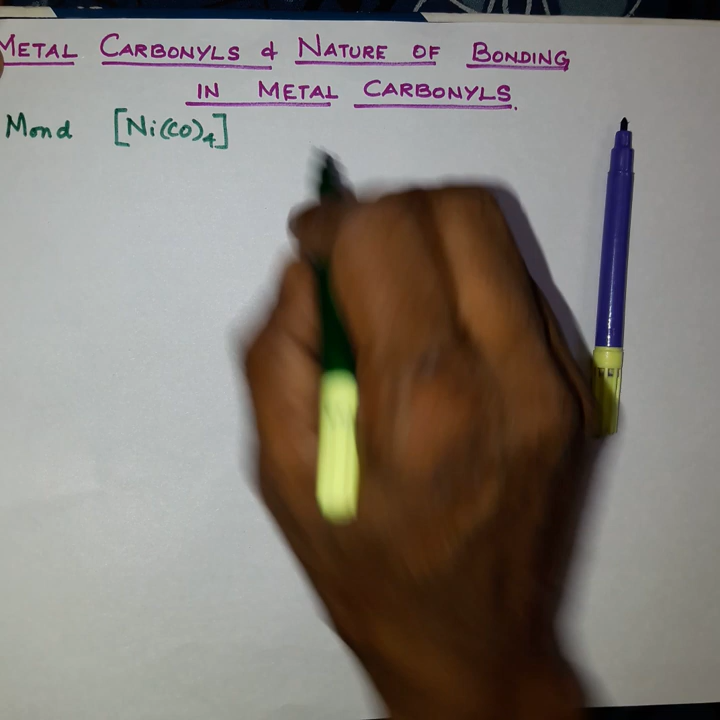 METAL CARBONYLS & NATURE OF BONDING
IN METAL CARBONYLS.
Mond [Ni(CO)4]